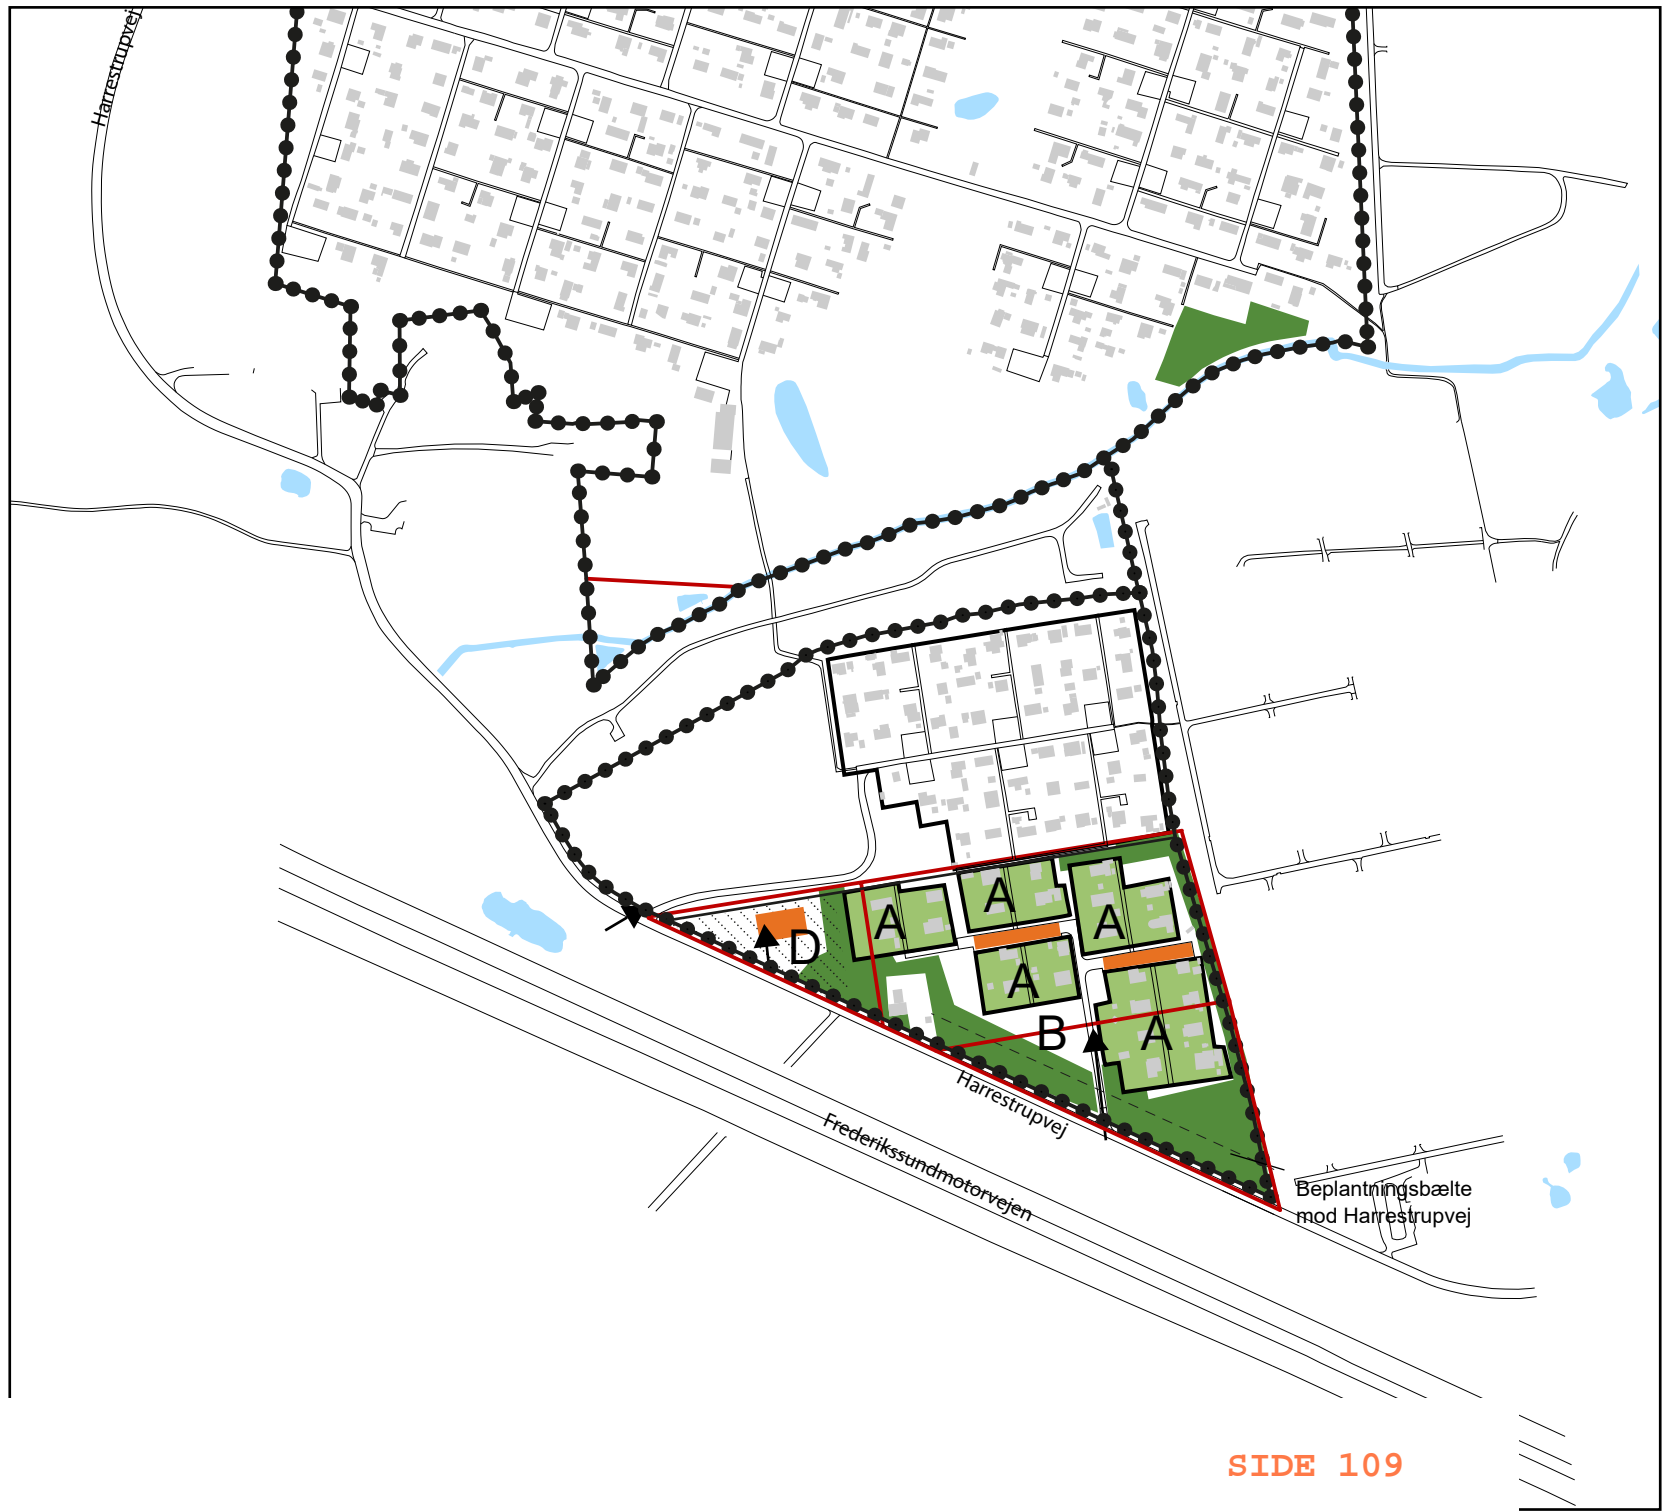 Harrestrupvej
A
A
A
D
A
B
A
Harrestrupvej
Frederikssundmotorvejen
Beplantningsbælte
mod Harrestrupvej
SIDE 109